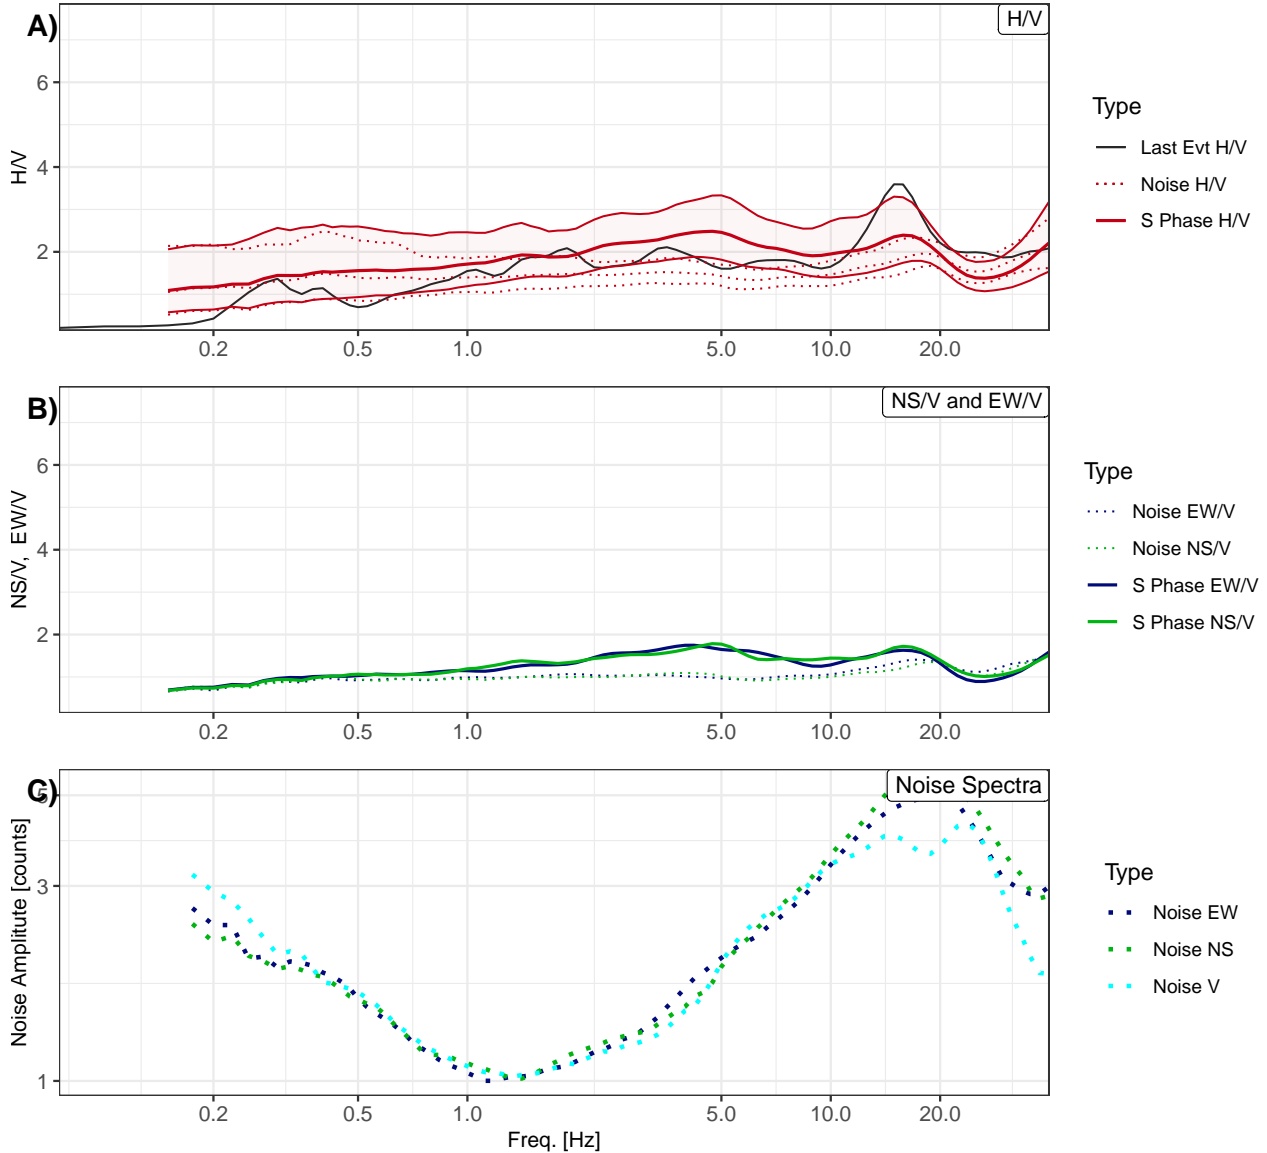 A)
H/V
6
4
2
H/V
0.2 0.5 1.0 5.0 10.0 20.0
Type
Last Evt H/V
Noise H/V
S Phase H/V
B)
NS/V and EW/V
6
4
2
NS/V, EW/V
0.2 0.5 1.0 5.0 10.0 20.0
Type
Noise EW/V
Noise NS/V
S Phase EW/V
S Phase NS/V
C)
Noise Spectra
5
3
1
Noise Amplitude [counts]
0.2 0.5 1.0 5.0 10.0 20.0
Freq. [Hz]
Type
Noise EW
Noise NS
Noise V